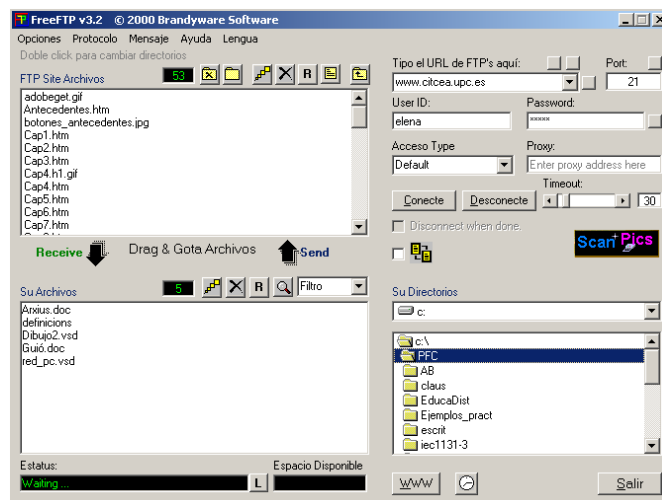 FreeFTP v3.2 © 2000 Brandyware Software
Opciones Protocolo Mensaje Ayuda Lengua
Doble click para cambiar directorios
FTP Site Archivos 53 R
adobeget.gif
Antecedentes.htm
botones_antecedentes.jpg
Cap1.htm
Cap2.htm
Cap3.htm
Cap4.h1.gif
Cap4.htm
Cap5.htm
Cap6.htm
Cap7.htm
Receive Drag & Gota Archivos Send
Su Archivos 5 R Filtro
Arxius.doc
definicions
Dibujo2.vsd
Guió.doc
red_pc.vsd
Estatus: Espacio Disponible
Waiting ... L
Tipo el URL de FTP's aquí: Port:
www.citcea.upc.es 21
User ID: Password:
elena *****
Acceso Type Proxy:
Default Enter proxy address here
Timeout:
Conecte Desconecte 30
Disconnect when done.
Scan+Pics
Su Directorios
c:
c:\
PFC
AB
claus
EducaDist
Ejemplos_pract
escrit
iec1131-3
WWW Salir